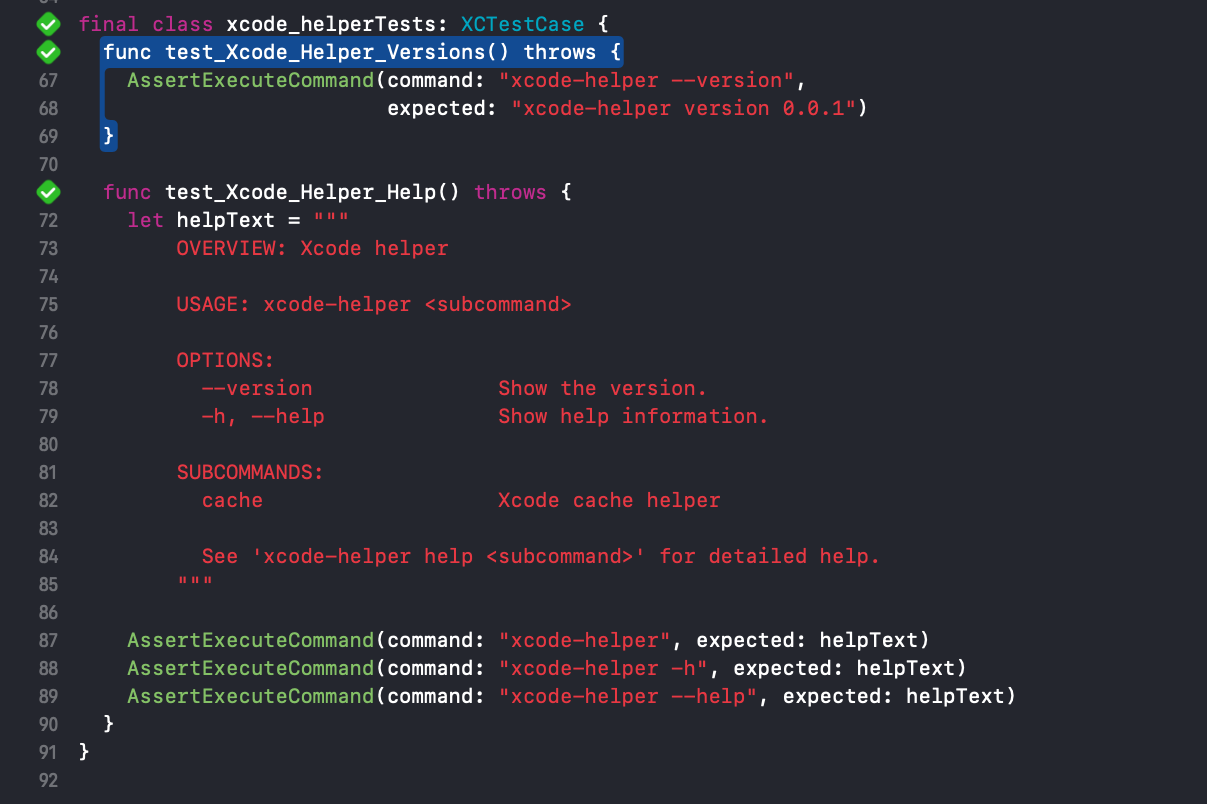 final class xcode_helperTests: XCTestCase {
func test_Xcode_Helper_Versions() throws {
67 AssertExecuteCommand(command: "xcode-helper --version",
68 expected: "xcode-helper version 0.0.1")
69 }
70
func test_Xcode_Helper_Help() throws {
72 let helpText = """
73 OVERVIEW: Xcode helper
74
75 USAGE: xcode-helper <subcommand>
76
77 OPTIONS:
78 --version Show the version.
79 -h, --help Show help information.
80
81 SUBCOMMANDS:
82 cache Xcode cache helper
83
84 See 'xcode-helper help <subcommand>' for detailed help.
85 """
86
87 AssertExecuteCommand(command: "xcode-helper", expected: helpText)
88 AssertExecuteCommand(command: "xcode-helper -h", expected: helpText)
89 AssertExecuteCommand(command: "xcode-helper --help", expected: helpText)
90 }
91 }
92